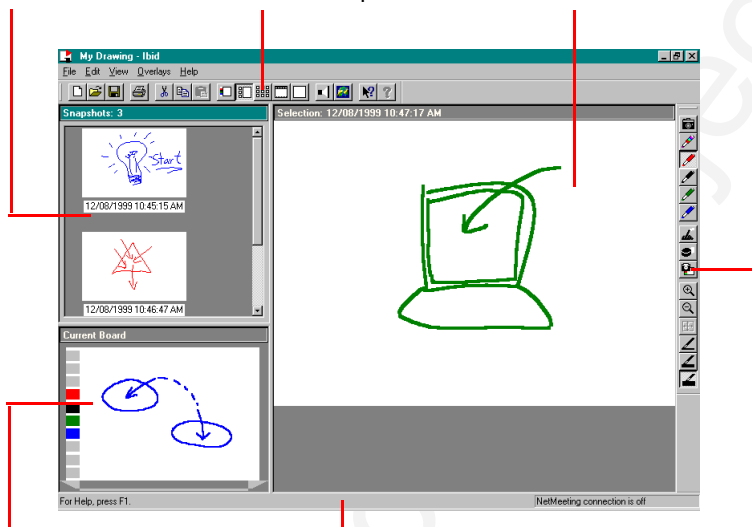 My Drawing - Ibid
File Edit View Overlays Help
Snapshots: 3
Start
12/08/1999 10:45:15 AM
12/08/1999 10:46:47 AM
Current Board
Selection: 12/08/1999 10:47:17 AM
For Help, press F1.
NetMeeting connection is off